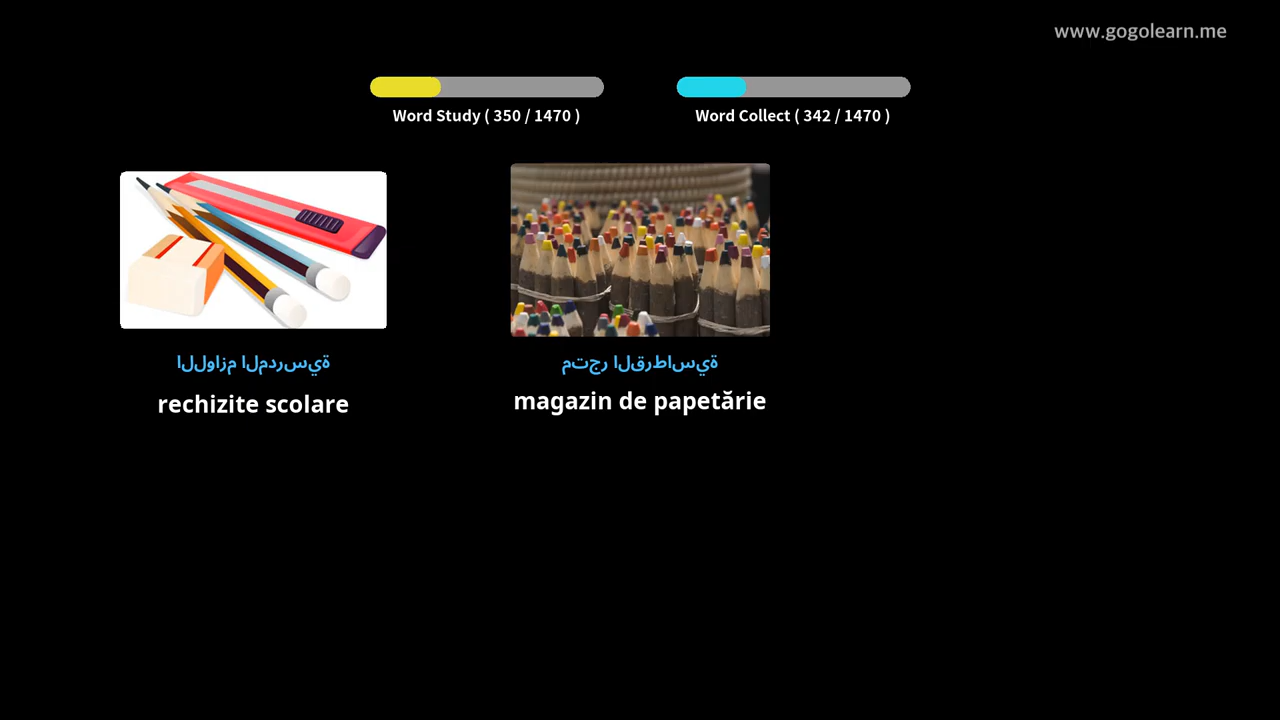 www.gogolearn.me
Word Study ( 350 / 1470 )
Word Collect ( 342 / 1470 )
اللوازم المدرسية
rechizite scolare
متجر القرطاسية
magazin de papetărie